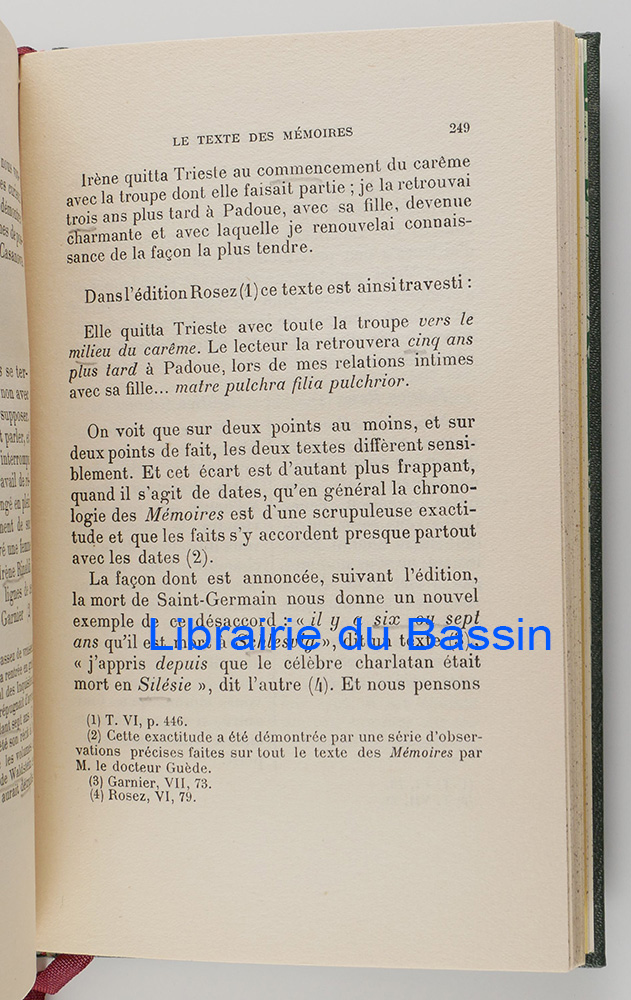 LE TEXTE DES MÉMOIRES 249
Irène quitta Trieste au commencement du carême
avec la troupe dont elle faisait partie ; je la retrouvai
trois ans plus tard à Padoue, avec sa fille, devenue
charmante et avec laquelle je renouvelai connais-
sance de la façon la plus tendre.
Dans l'édition Rosez (1) ce texte est ainsi travesti :
Elle quitta Trieste avec toute la troupe vers le
milieu du carême. Le lecteur la retrouvera cinq ans
plus tard à Padoue, lors de mes relations intimes
avec sa fille... matre pulchra filia pulchrior.
On voit que sur deux points au moins, et sur
deux points de fait, les deux textes diffèrent sensi-
blement. Et cet écart est d'autant plus frappant,
quand il s'agit de dates, qu'en général la chrono-
logie des Mémoires est d'une scrupuleuse exacti-
tude et que les faits s'y accordent presque partout
avec les dates (2).
La façon dont est annoncée, suivant l'édition,
la mort de Saint-Germain nous donne un nouvel
exemple de ce désaccord : « il y a six ou sept
ans qu'il est mort à », dit un texte (3),
Librairie du Bassin
« j'appris depuis que le célèbre charlatan était
mort en Silésie », dit l'autre (4). Et nous pensons
(1) T. VI, p. 446.
(2) Cette exactitude a été démontrée par une série d'obser-
vations précises faites sur tout le texte des Mémoires par
M. le docteur Guède.
(3) Garnier, VII, 73.
(4) Rosez, VI, 79.